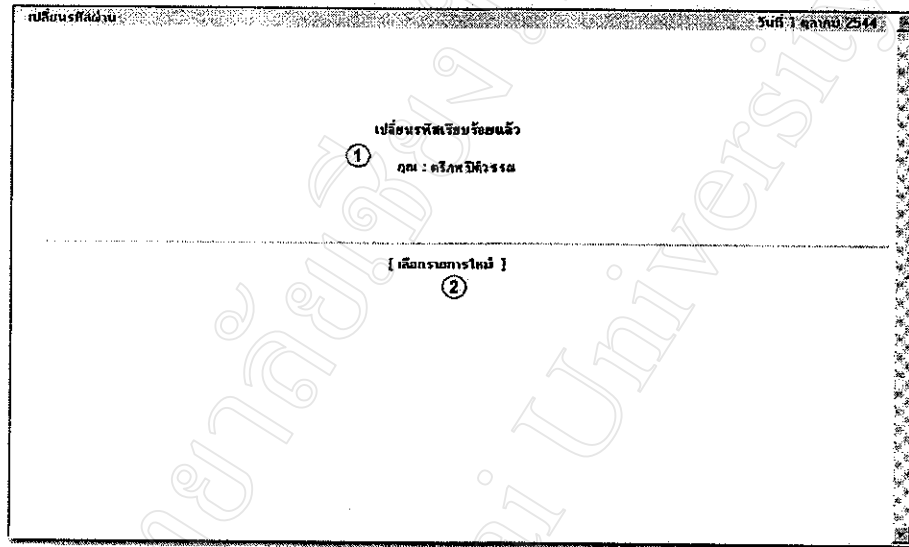 เปลี่ยนรหัสผ่าน วันที่ 1 ตุลาคม 2544
เปลี่ยนรหัสเรียบร้อยแล้ว
①
คุณ :
[ เลือกรายการใหม่ ]
②